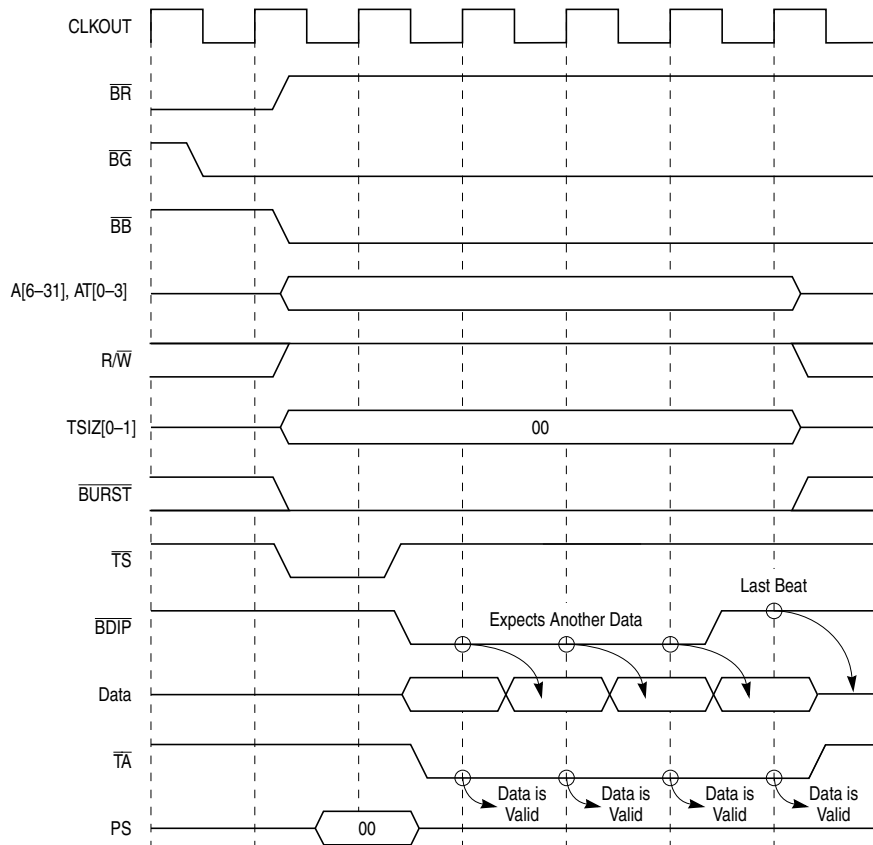 CLKOUT
BR
BG
BB
A[6–31], AT[0–3]
R/W
TSIZ[0–1]
00
BURST
TS
Last Beat
BDIP
Expects Another Data
Data
TA
Data is
Valid
Data is
Valid
Data is
Valid
Data is
Valid
PS
00